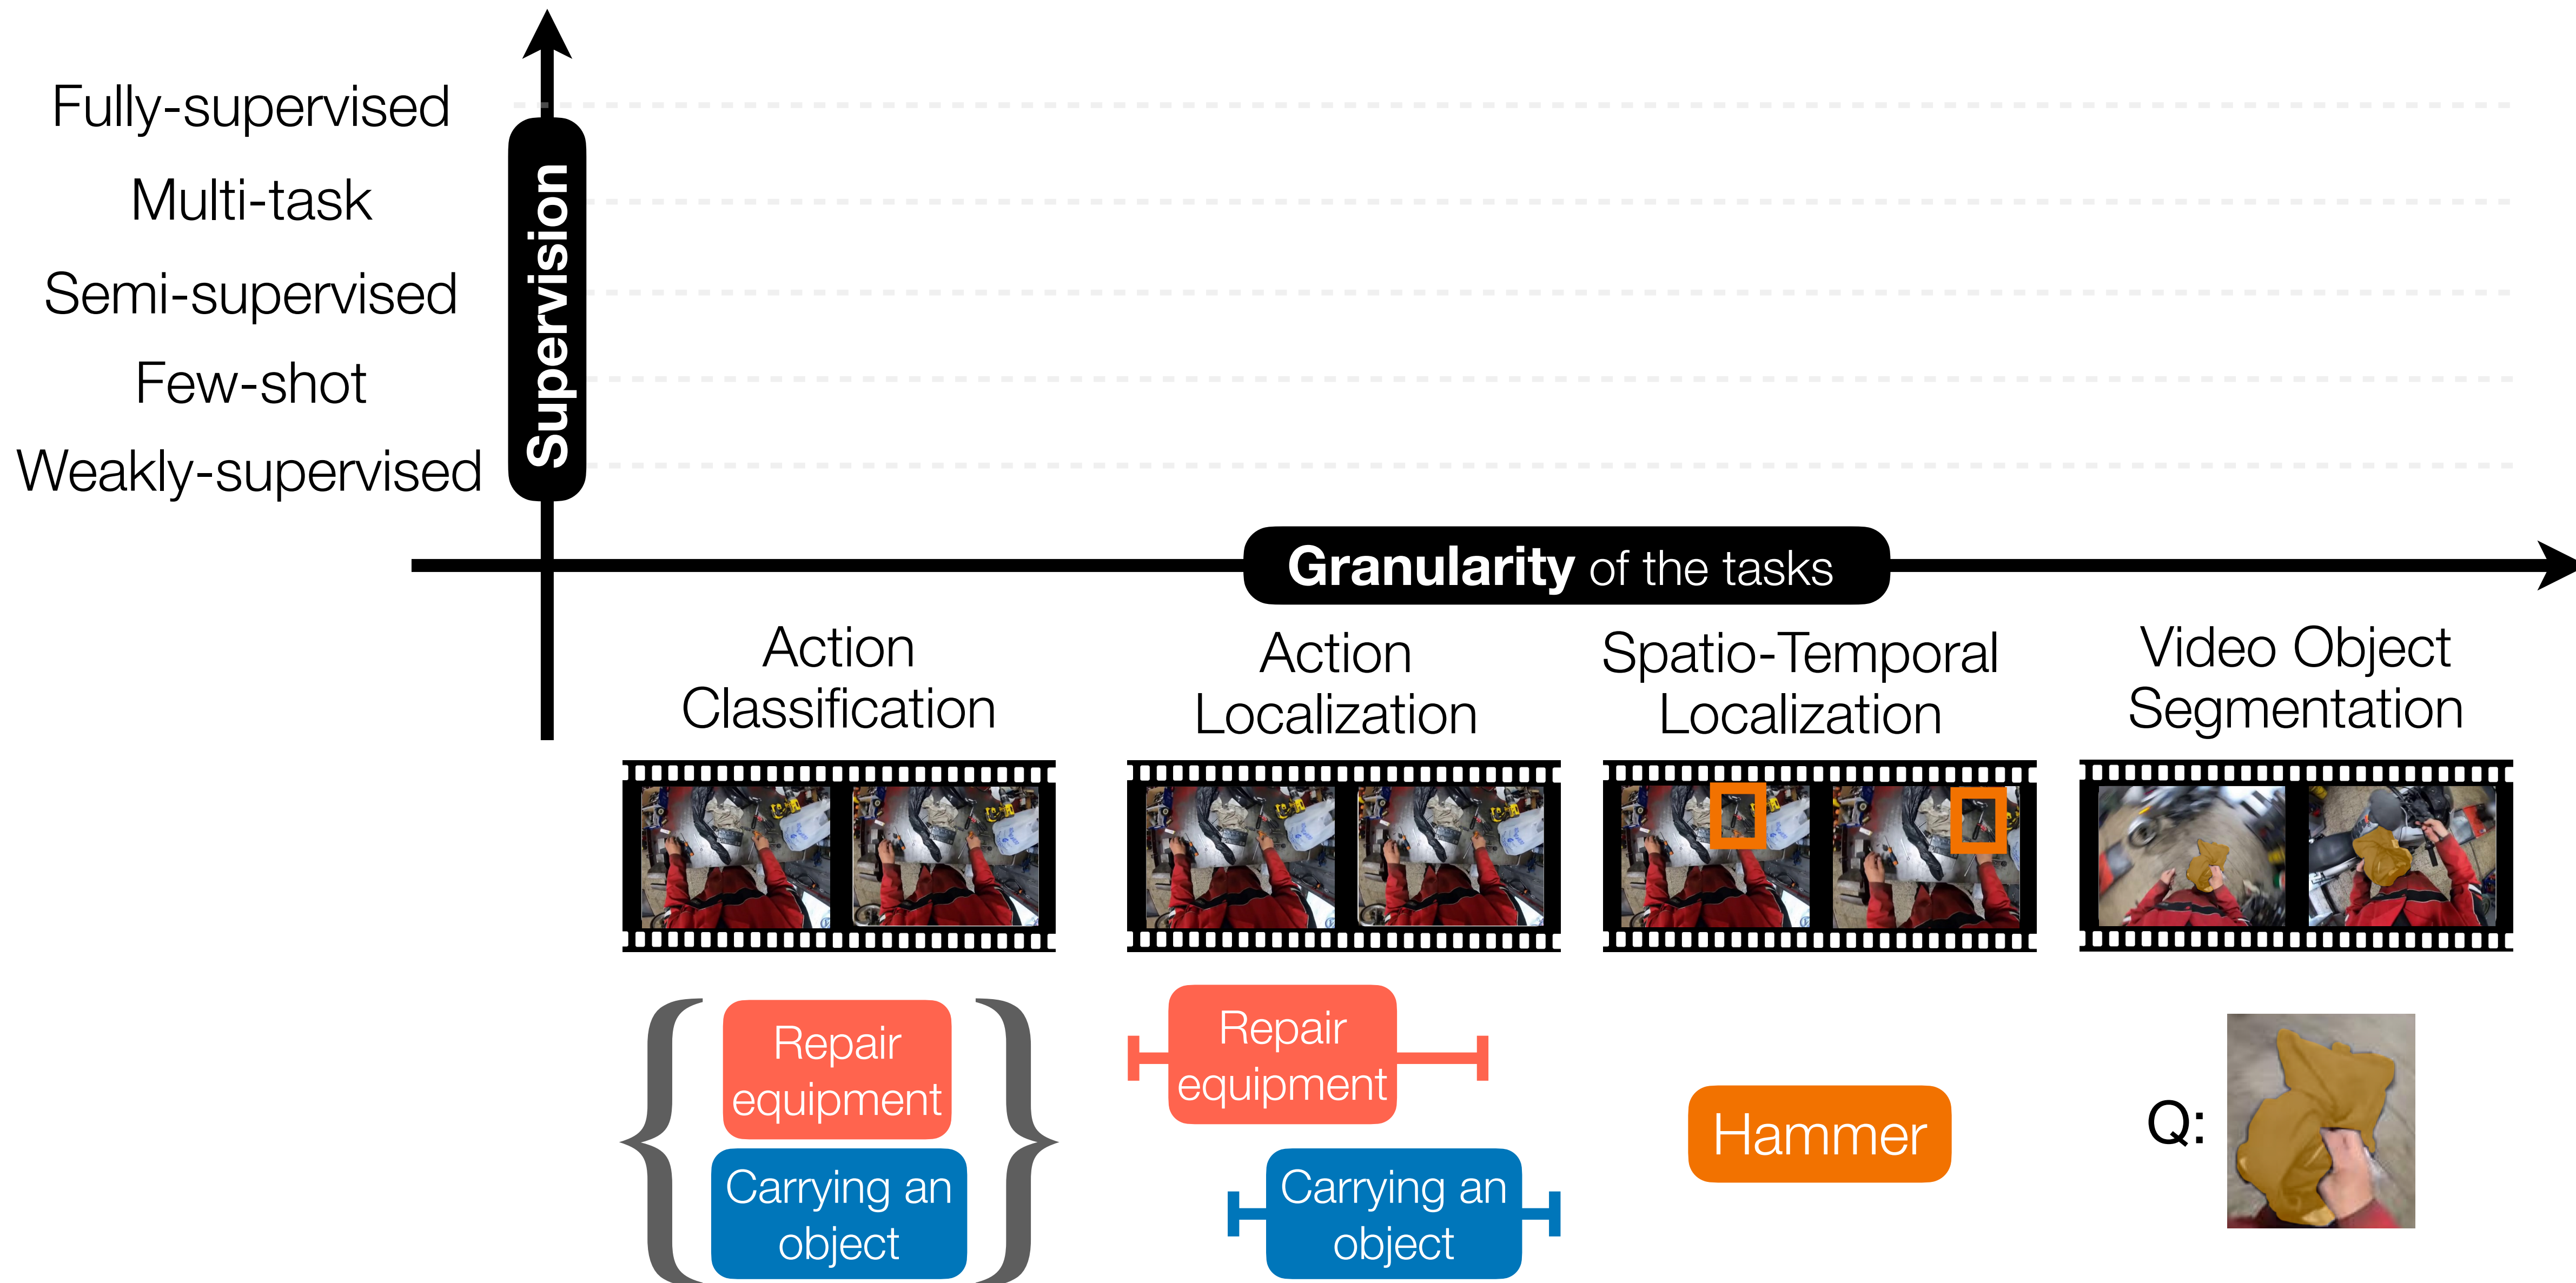 Fully-supervised
Multi-task
Semi-supervised
Few-shot
Weakly-supervised
Supervision
Granularity of the tasks
Action
Classification
Action
Localization
Spatio-Temporal
Localization
Video Object
Segmentation
Repair
equipment
Carrying an
object
Repair
equipment
Carrying an
object
Hammer
Q: